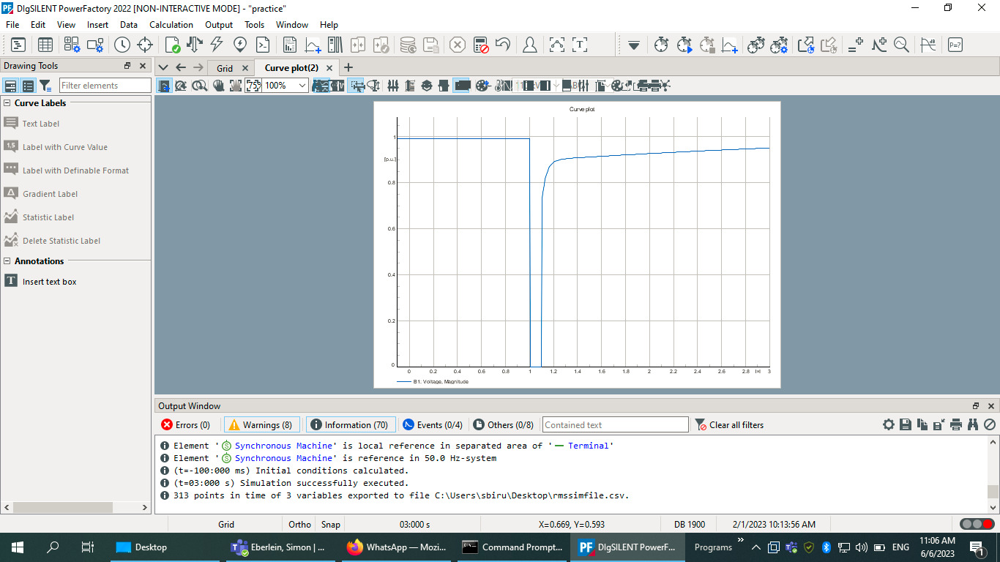 DIgSILENT PowerFactory 2022 [NON-INTERACTIVE MODE] - "practice"
File Edit View Insert Data Calculation Output Tools Window Help
P=?
Drawing Tools
Grid
Curve plot(2)
Filter elements
100%
Curve Labels
Text Label
1.5 Label with Curve Value
Label with Definable Format
Gradient Label
Statistic Label
Delete Statistic Label
Annotations
Insert text box
Curve plot
1
[p.u.]
0.8
0.6
0.4
0.2
0
0 0.2 0.4 0.6 0.8 1 1.2 1.4 1.6 1.8 2 2.2 2.4 2.6 2.8 [s] 3
B1: Voltage, Magnitude
Output Window
Errors (0) Warnings (8) Information (70) Events (0/4) Others (0/8) Contained text Clear all filters
Element ' Synchronous Machine' is local reference in separated area of ' Terminal'
Element ' Synchronous Machine' is reference in 50.0 Hz-system
(t=-100:000 ms) Initial conditions calculated.
(t=03:000 s) Simulation successfully executed.
313 points in time of 3 variables exported to file C:\Users\sbiru\Desktop\rmssimfile.csv.
Grid Ortho Snap 03:000 s X=0.669, Y=0.593 DB 1900 2/1/2023 10:13:56 AM
Desktop
Eberlein, Simon | ...
WhatsApp — Mozi...
Command Prompt...
DIgSILENT PowerF...
Programs
ENG
11:06 AM
6/6/2023
1